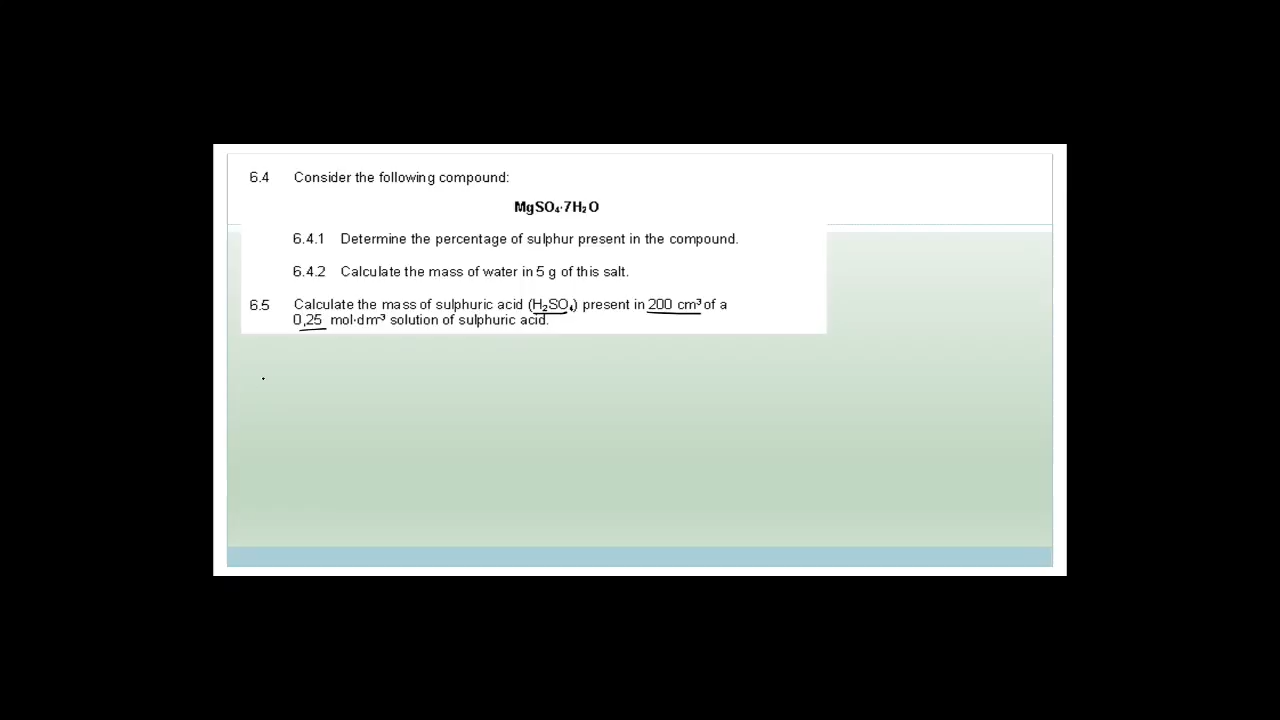 6.4 Consider the following compound:
MgSO₄·7H₂O
6.4.1 Determine the percentage of sulphur present in the compound.
6.4.2 Calculate the mass of water in 5 g of this salt.
6.5 Calculate the mass of sulphuric acid (H₂SO₄) present in 200 cm³ of a
0,25 mol·dm⁻³ solution of sulphuric acid.